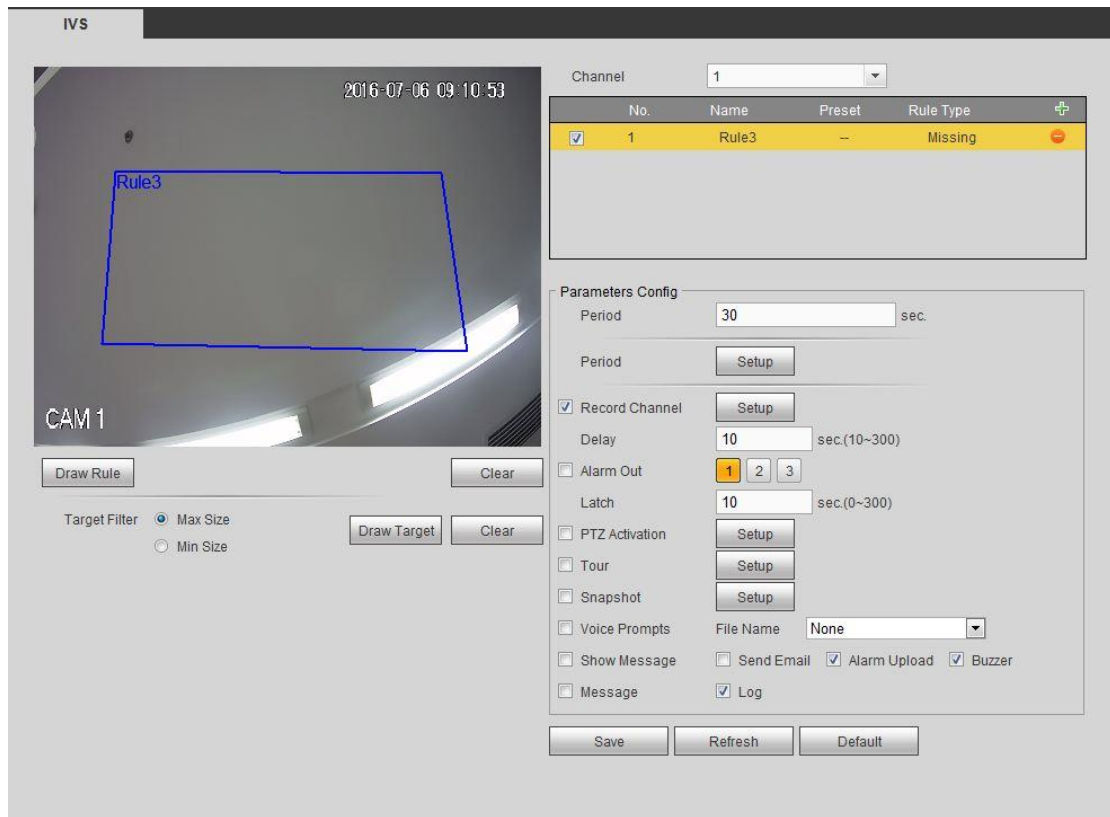 IVS
2016-07-06 09:10:53
Rule3
CAM 1
Draw Rule
Clear
Target Filter Max Size
Min Size
Draw Target Clear
Channel 1
No. Name Preset Rule Type
1 Rule3 -- Missing
Parameters Config
Period 30 sec.
Period Setup
Record Channel Setup
Delay 10 sec.(10~300)
Alarm Out 1 2 3
Latch 10 sec.(0~300)
PTZ Activation Setup
Tour Setup
Snapshot Setup
Voice Prompts File Name None
Show Message Send Email Alarm Upload Buzzer
Message Log
Save Refresh Default